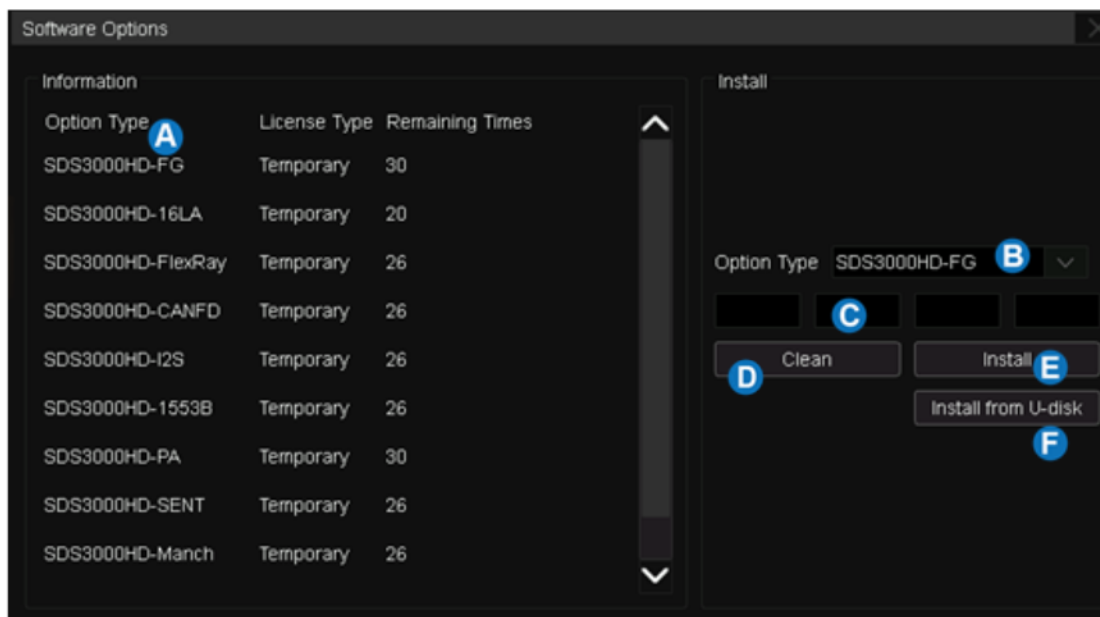 Software Options
Information
Option Type License Type Remaining Times
A
SDS3000HD-FG Temporary 30
SDS3000HD-16LA Temporary 20
SDS3000HD-FlexRay Temporary 26
SDS3000HD-CANFD Temporary 26
SDS3000HD-I2S Temporary 26
SDS3000HD-1553B Temporary 26
SDS3000HD-PA Temporary 30
SDS3000HD-SENT Temporary 26
SDS3000HD-Manch Temporary 26
Install
Option Type SDS3000HD-FG B
C
Clean Install
D E
Install from U-disk
F